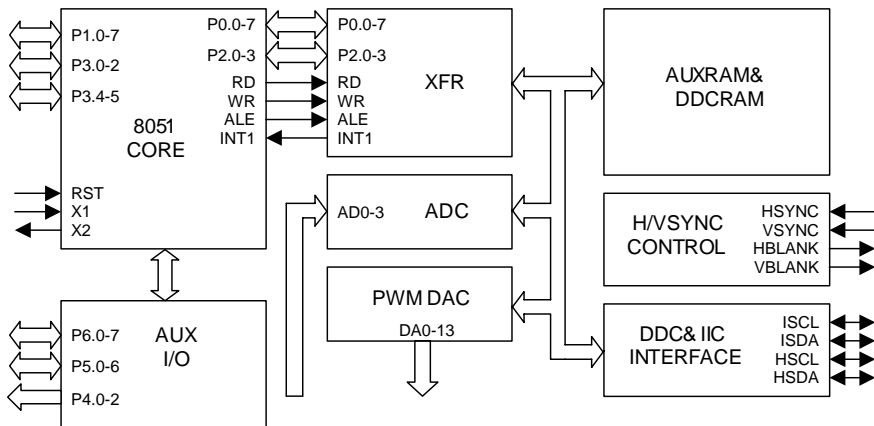 P1.0-7
P3.0-2
P3.4-5
8051
CORE
RST
X1
X2
P0.0-7
P2.0-3
RD
WR
ALE
INT1
P0.0-7
P2.0-3
RD
WR
ALE
INT1
XFR
AUXRAM&
DDCRAM
AD0-3
ADC
H/VSYNC
CONTROL
HSYNC
VSYNC
HBLANK
VBLANK
PWM DAC
DA0-13
AUX
I/O
P6.0-7
P5.0-6
P4.0-2
DDC& IIC
INTERFACE
ISCL
ISDA
HSCL
HSDA